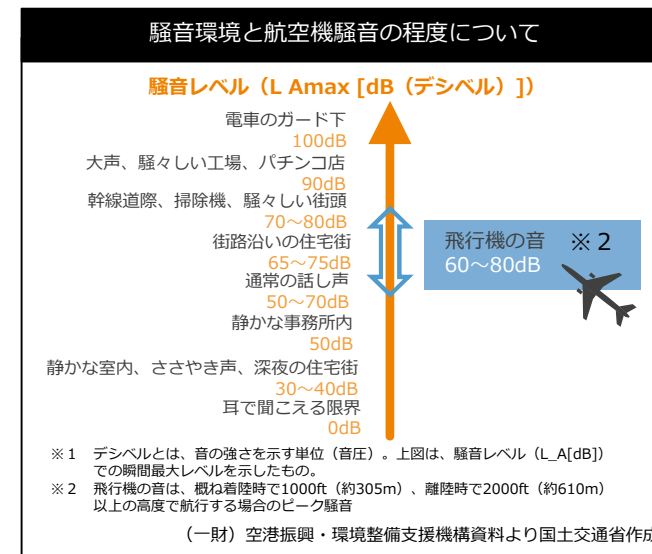 騒音環境と航空機騒音の程度について
騒音レベル（L Amax [dB（デシベル）]）
電車のガード下
100dB
大声、騒々しい工場、パチンコ店
90dB
幹線道際、掃除機、騒々しい街頭
70～80dB
街路沿いの住宅街
65～75dB
通常の話し声
50～70dB
静かな事務所内
50dB
静かな室内、ささやき声、深夜の住宅街
30～40dB
耳で聞こえる限界
0dB
飛行機の音 ※２
60～80dB
※１ デシベルとは、音の強さを示す単位（音圧）。上図は、騒音レベル（L_A[dB]）
での瞬間最大レベルを示したもの。
※２ 飛行機の音は、概ね着陸時で1000ft（約305m）、離陸時で2000ft（約610m）
以上の高度で航行する場合のピーク騒音
（一財）空港振興・環境整備支援機構資料より国土交通省作成